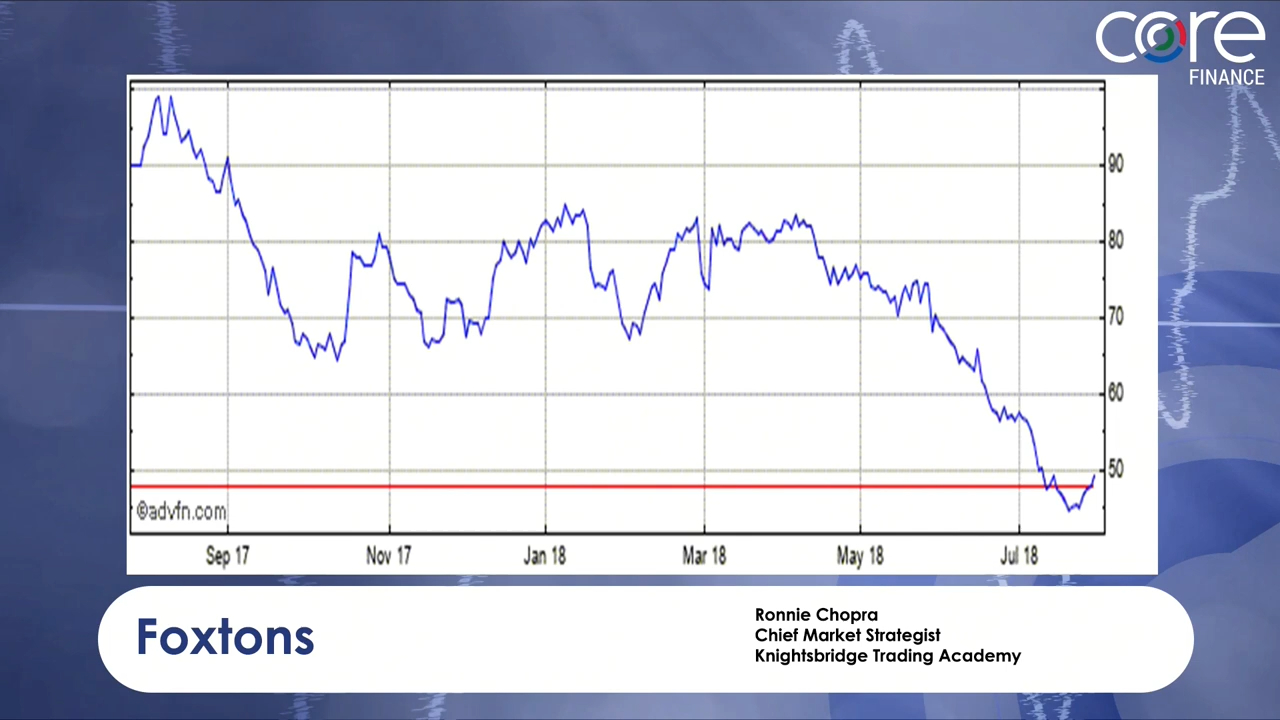 core
FINANCE
90
80
70
60
50
©advfn.com
Sep 17 Nov 17 Jan 18 Mar 18 May 18 Jul 18
Foxtons
Ronnie Chopra
Chief Market Strategist
Knightsbridge Trading Academy